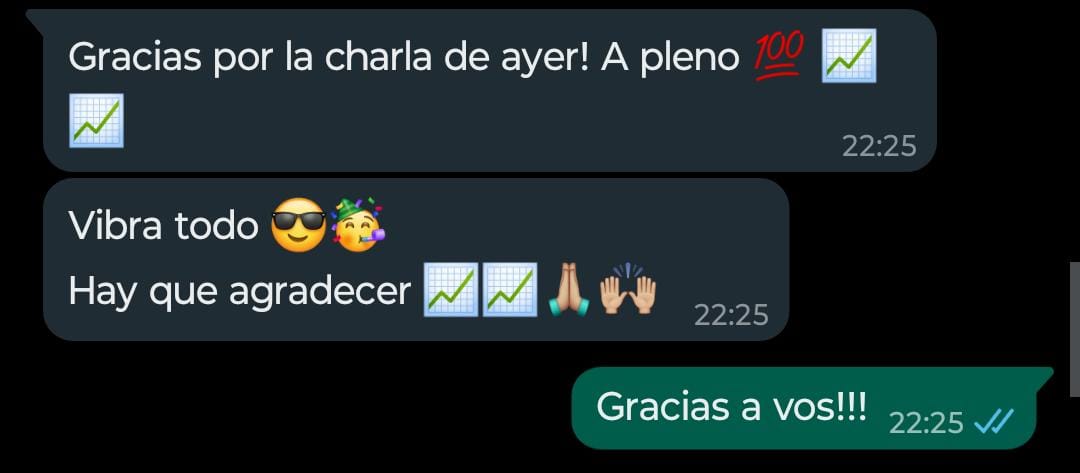 Gracias por la charla de ayer! A pleno 💯 📈
📈
22:25
Vibra todo 😎🥳
Hay que agradecer 📈📈🙏🏼🙌🏼
22:25
Gracias a vos!!!
22:25